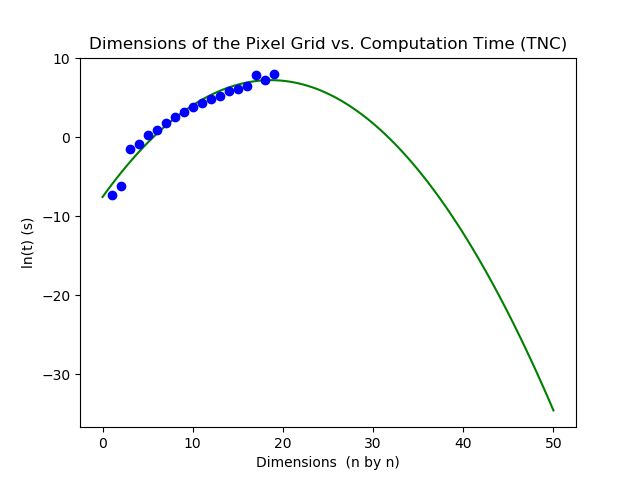 Dimensions of the Pixel Grid vs. Computation Time (TNC)
10
0
−10
−20
−30
ln(t) (s)
0 10 20 30 40 50
Dimensions  (n by n)